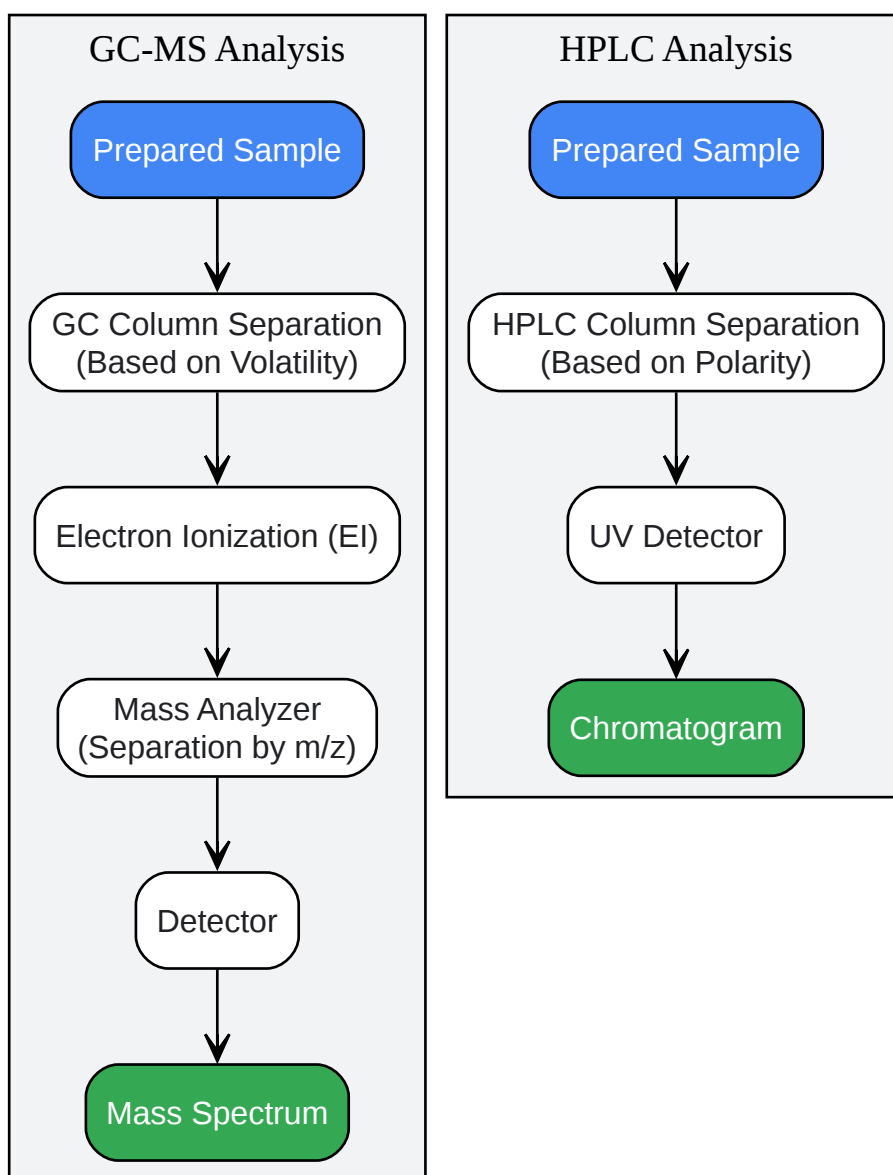 GC-MS Analysis
Prepared Sample
GC Column Separation
(Based on Volatility)
Electron Ionization (EI)
Mass Analyzer
(Separation by m/z)
Detector
Mass Spectrum
HPLC Analysis
Prepared Sample
HPLC Column Separation
(Based on Polarity)
UV Detector
Chromatogram